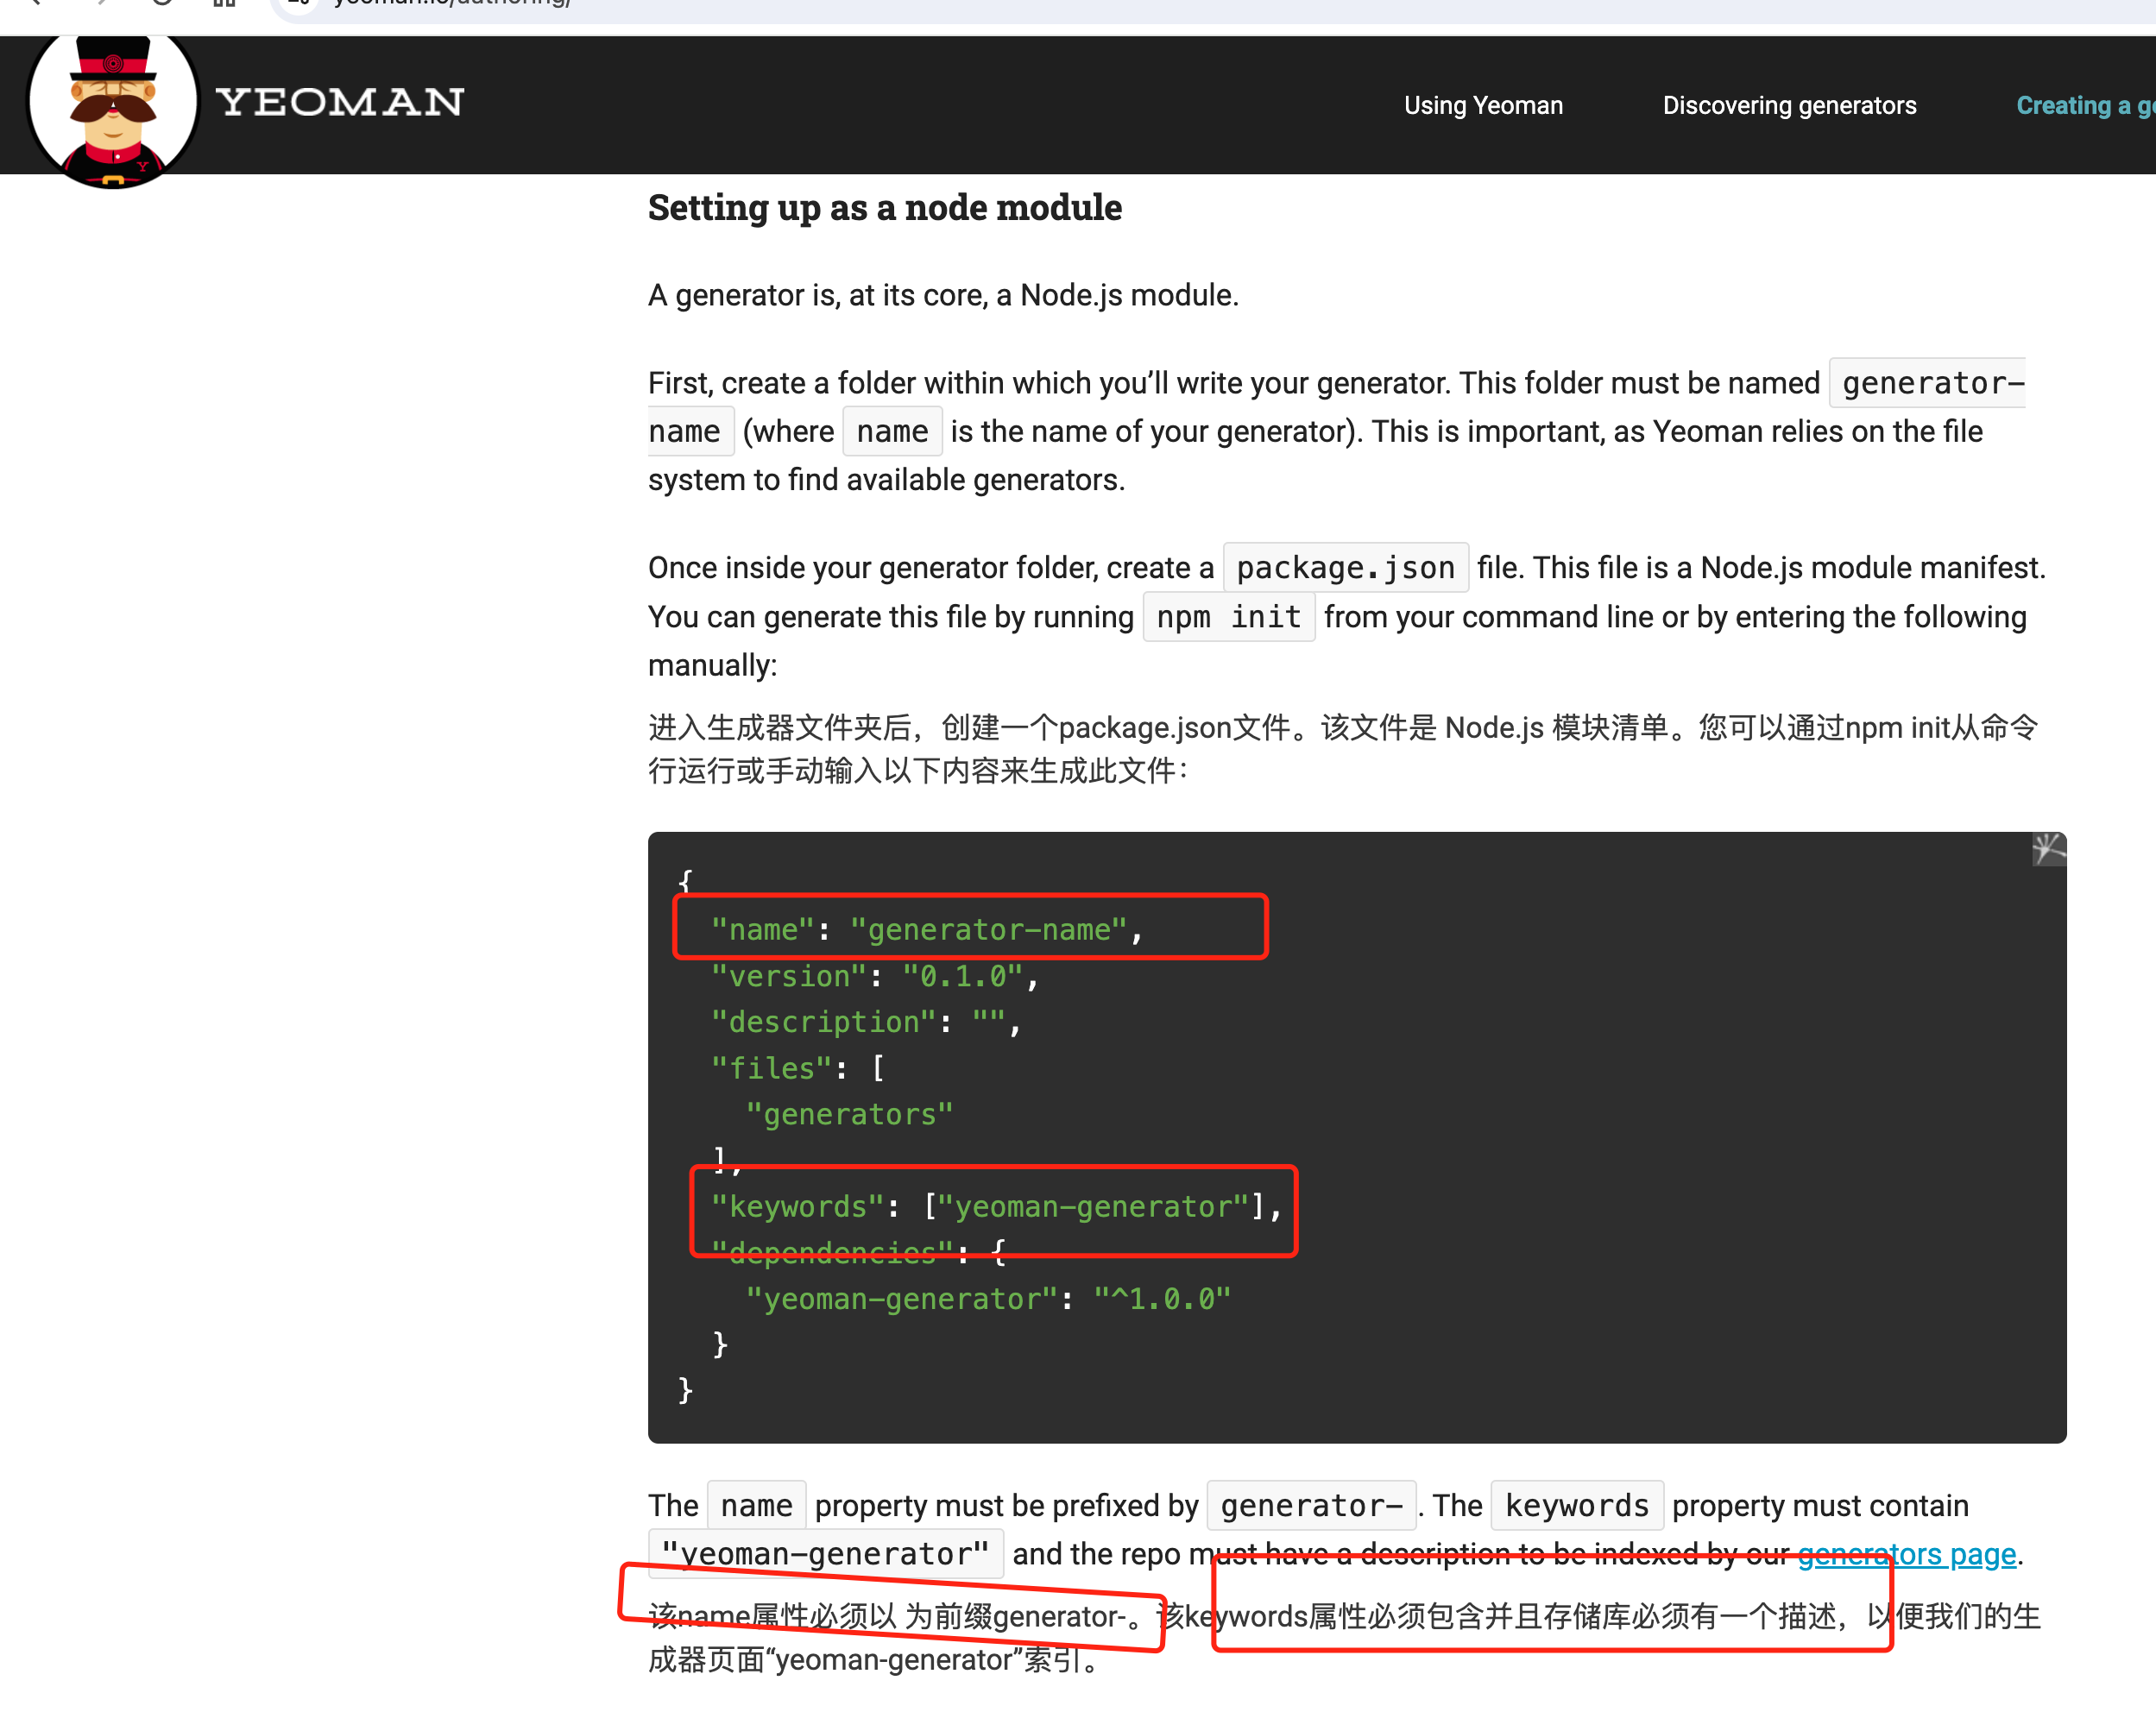 yeoman.io/authoring/
YEOMAN
Using Yeoman
Discovering generators
Creating a
Setting up as a node module
A generator is, at its core, a Node.js module.
First, create a folder within which you’ll write your generator. This folder must be named generator-
name (where name is the name of your generator). This is important, as Yeoman relies on the file
system to find available generators.
Once inside your generator folder, create a package.json file. This file is a Node.js module manifest.
You can generate this file by running npm init from your command line or by entering the following
manually:
进入生成器文件夹后，创建一个package.json文件。该文件是 Node.js 模块清单。您可以通过npm init从命令
行运行或手动输入以下内容来生成此文件：
{
"name": "generator-name",
"version": "0.1.0",
"description": "",
"files": [
"generators"
],
"keywords": ["yeoman-generator"],
"dependencies": {
"yeoman-generator": "^1.0.0"
}
}
The name property must be prefixed by generator-. The keywords property must contain
"yeoman-generator" and the repo must have a description to be indexed by our generators page.
该name属性必须以 为前缀generator-。该keywords属性必须包含并且存储库必须有一个描述，以便我们的生
成器页面“yeoman-generator”索引。